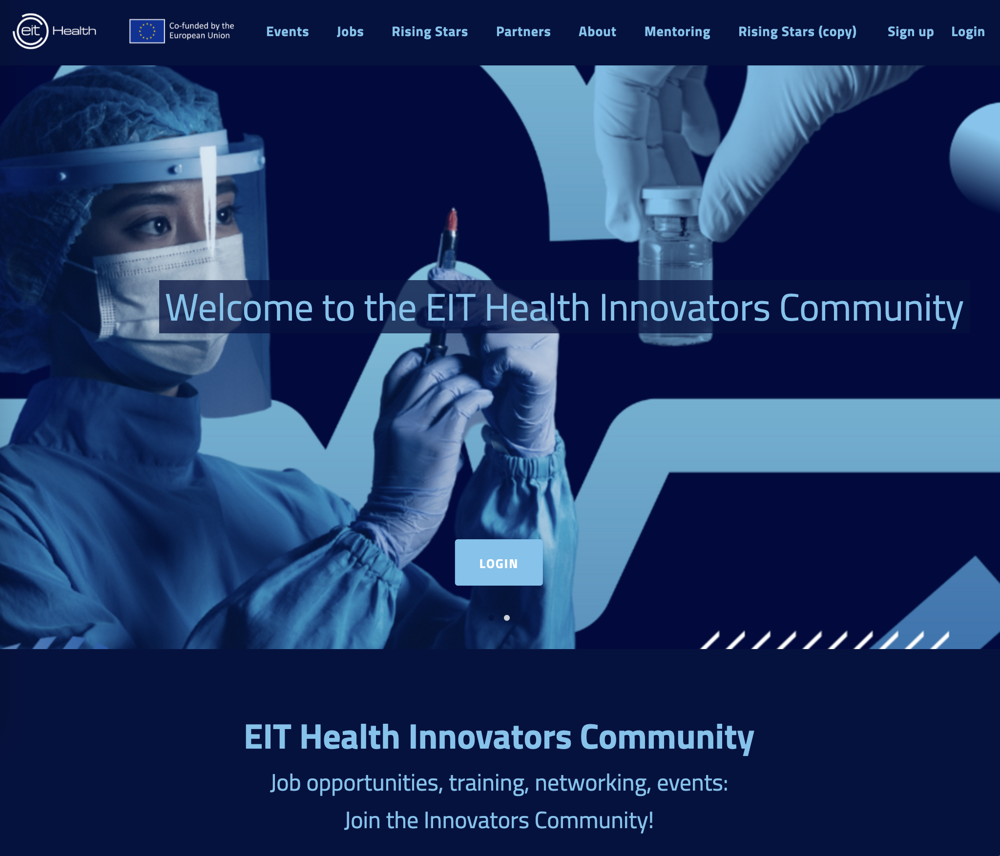 eit Health
Co-funded by the
European Union
Events
Jobs
Rising Stars
Partners
About
Mentoring
Rising Stars (copy)
Sign up
Login
Welcome to the EIT Health Innovators Community
LOGIN
EIT Health Innovators Community
Job opportunities, training, networking, events:
Join the Innovators Community!